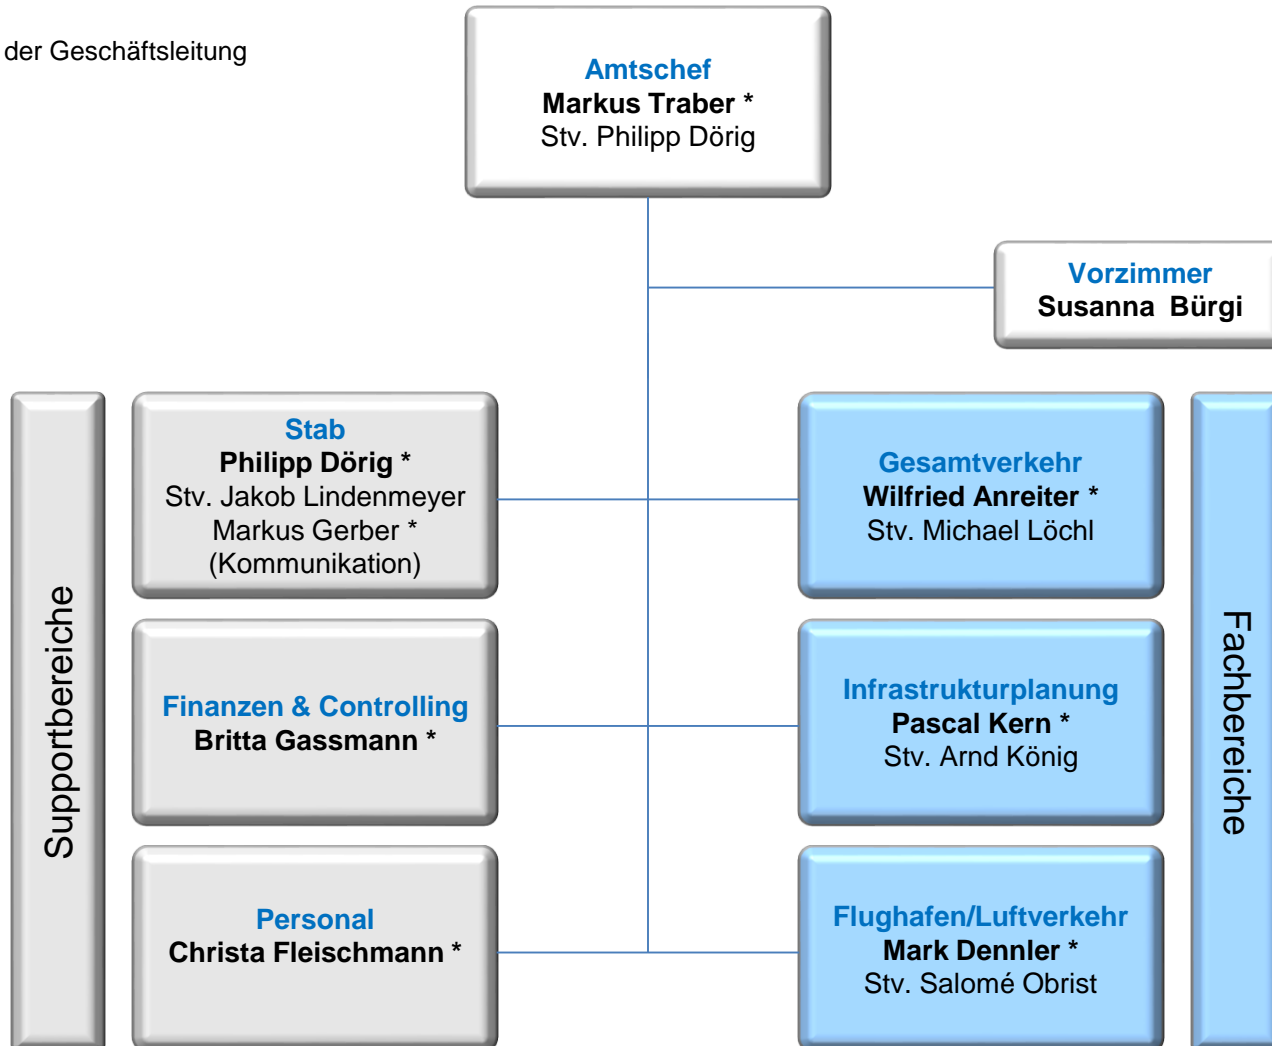 der Geschäftsleitung
Amtschef
Markus Traber *
Stv. Philipp Dörig
Vorzimmer
Susanna  Bürgi
Supportbereiche
Stab
Philipp Dörig *
Stv. Jakob Lindenmeyer
Markus Gerber *
(Kommunikation)
Finanzen & Controlling
Britta Gassmann *
Personal
Christa Fleischmann *
Gesamtverkehr
Wilfried Anreiter *
Stv. Michael Löchl
Infrastrukturplanung
Pascal Kern *
Stv. Arnd König
Flughafen/Luftverkehr
Mark Dennler *
Stv. Salomé Obrist
Fachbereiche